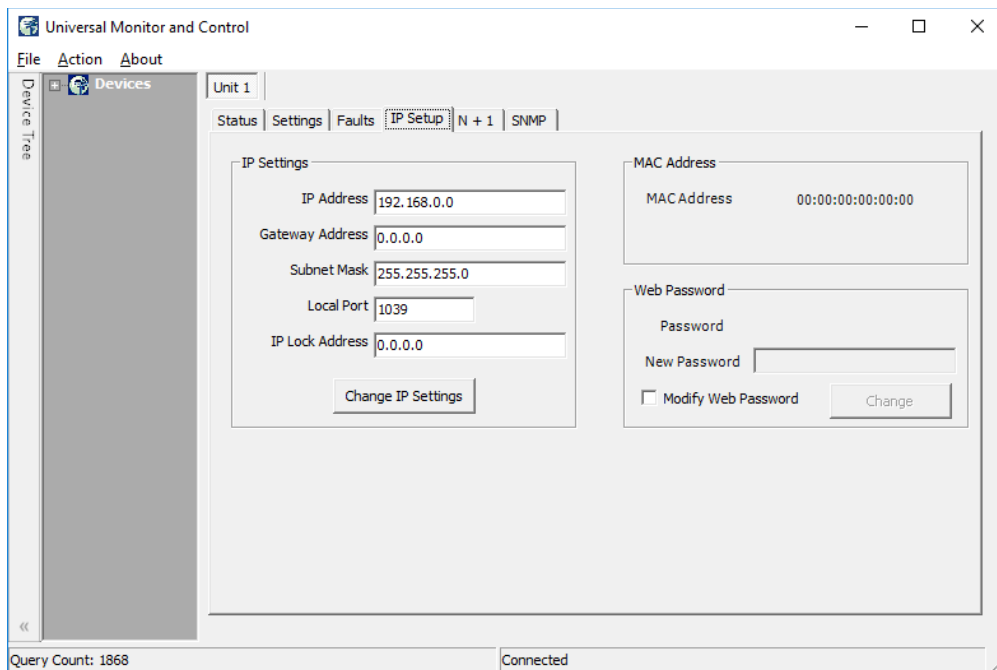 Universal Monitor and Control
File Action About
Device Tree
Devices
Unit 1
Status Settings Faults IP Setup N + 1 SNMP
IP Settings
IP Address 192.168.0.0
Gateway Address 0.0.0.0
Subnet Mask 255.255.255.0
Local Port 1039
IP Lock Address 0.0.0.0
Change IP Settings
MAC Address
MAC Address 00:00:00:00:00:00
Web Password
Password
New Password
Modify Web Password Change
Query Count: 1868 Connected